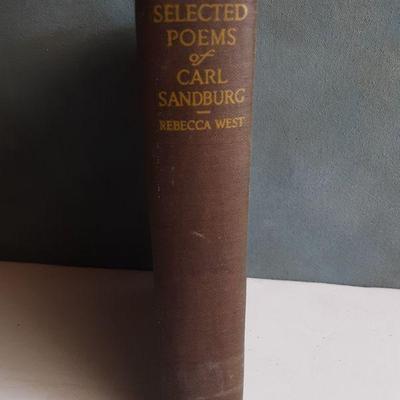 SELECTED
POEMS
of
CARL
SANDBURG
REBECCA WEST